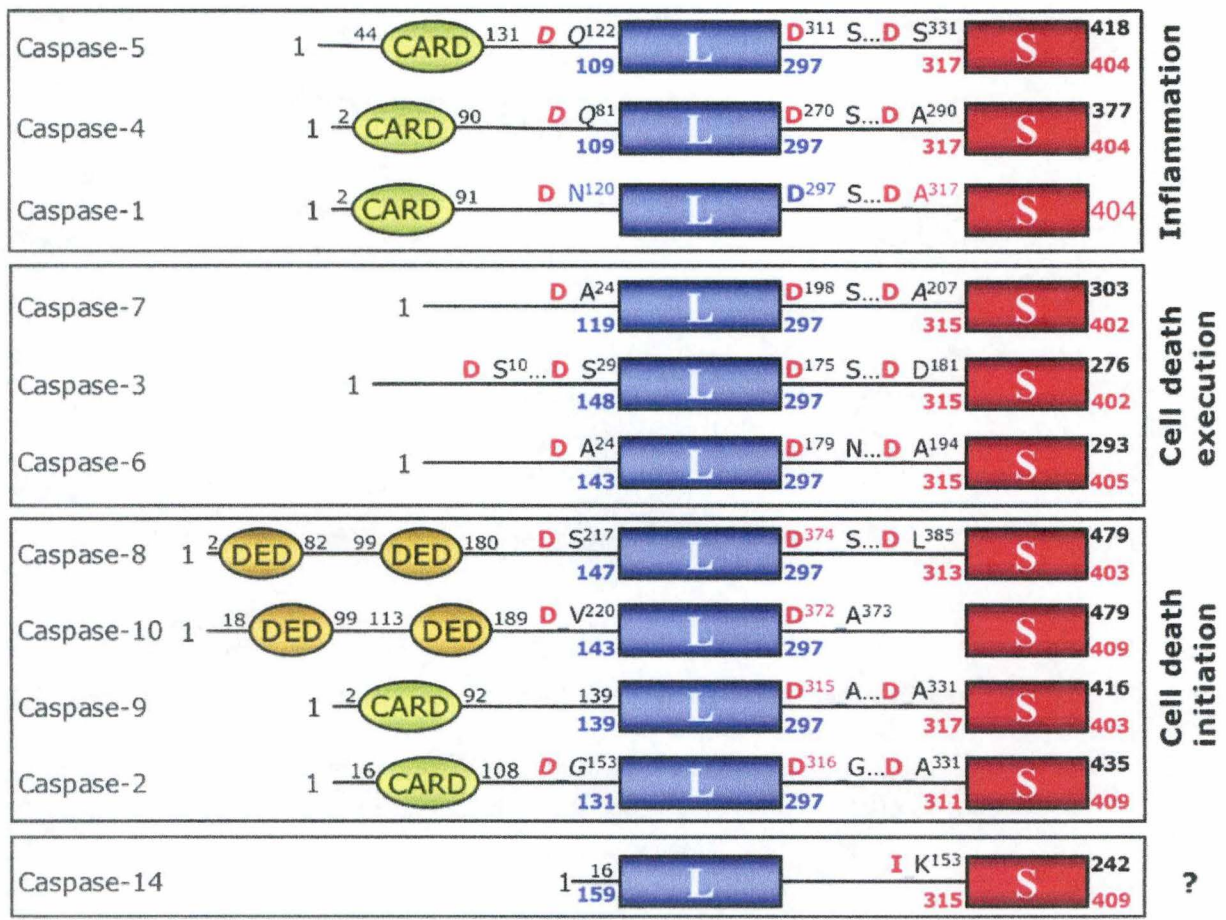 Caspase-5 1 44 CARD 131 D Q122 109 L D311 S...D S331 297 317 S 418 404
Caspase-4 1 2 CARD 90 D Q81 109 L D270 S...D A290 297 317 S 377 404
Caspase-1 1 2 CARD 91 D N120 L D297 S...D A317 S 404
Inflammation
Caspase-7 1 D A24 119 L D198 S...D A207 297 315 S 303 402
Caspase-3 1 D S10...D S29 148 L D175 S...D D181 297 315 S 276 402
Caspase-6 1 D A24 143 L D179 N...D A194 297 315 S 293 405
Cell death
execution
Caspase-8 1 2 DED 82 99 DED 180 D S217 147 L D374 S...D L385 297 313 S 479 403
Caspase-10 1 18 DED 99 113 DED 189 D_V220 143 L D372_A373 297 S 479 409
Caspase-9 1 2 CARD 92 139 139 L D315_A...D A331 297 317 S 416 403
Caspase-2 1 16 CARD 108 D G153 131 L D316_G...D A331 297 311 S 435 409
Cell death
initiation
Caspase-14 1 16 159 L I K153 315 S 242 409
?